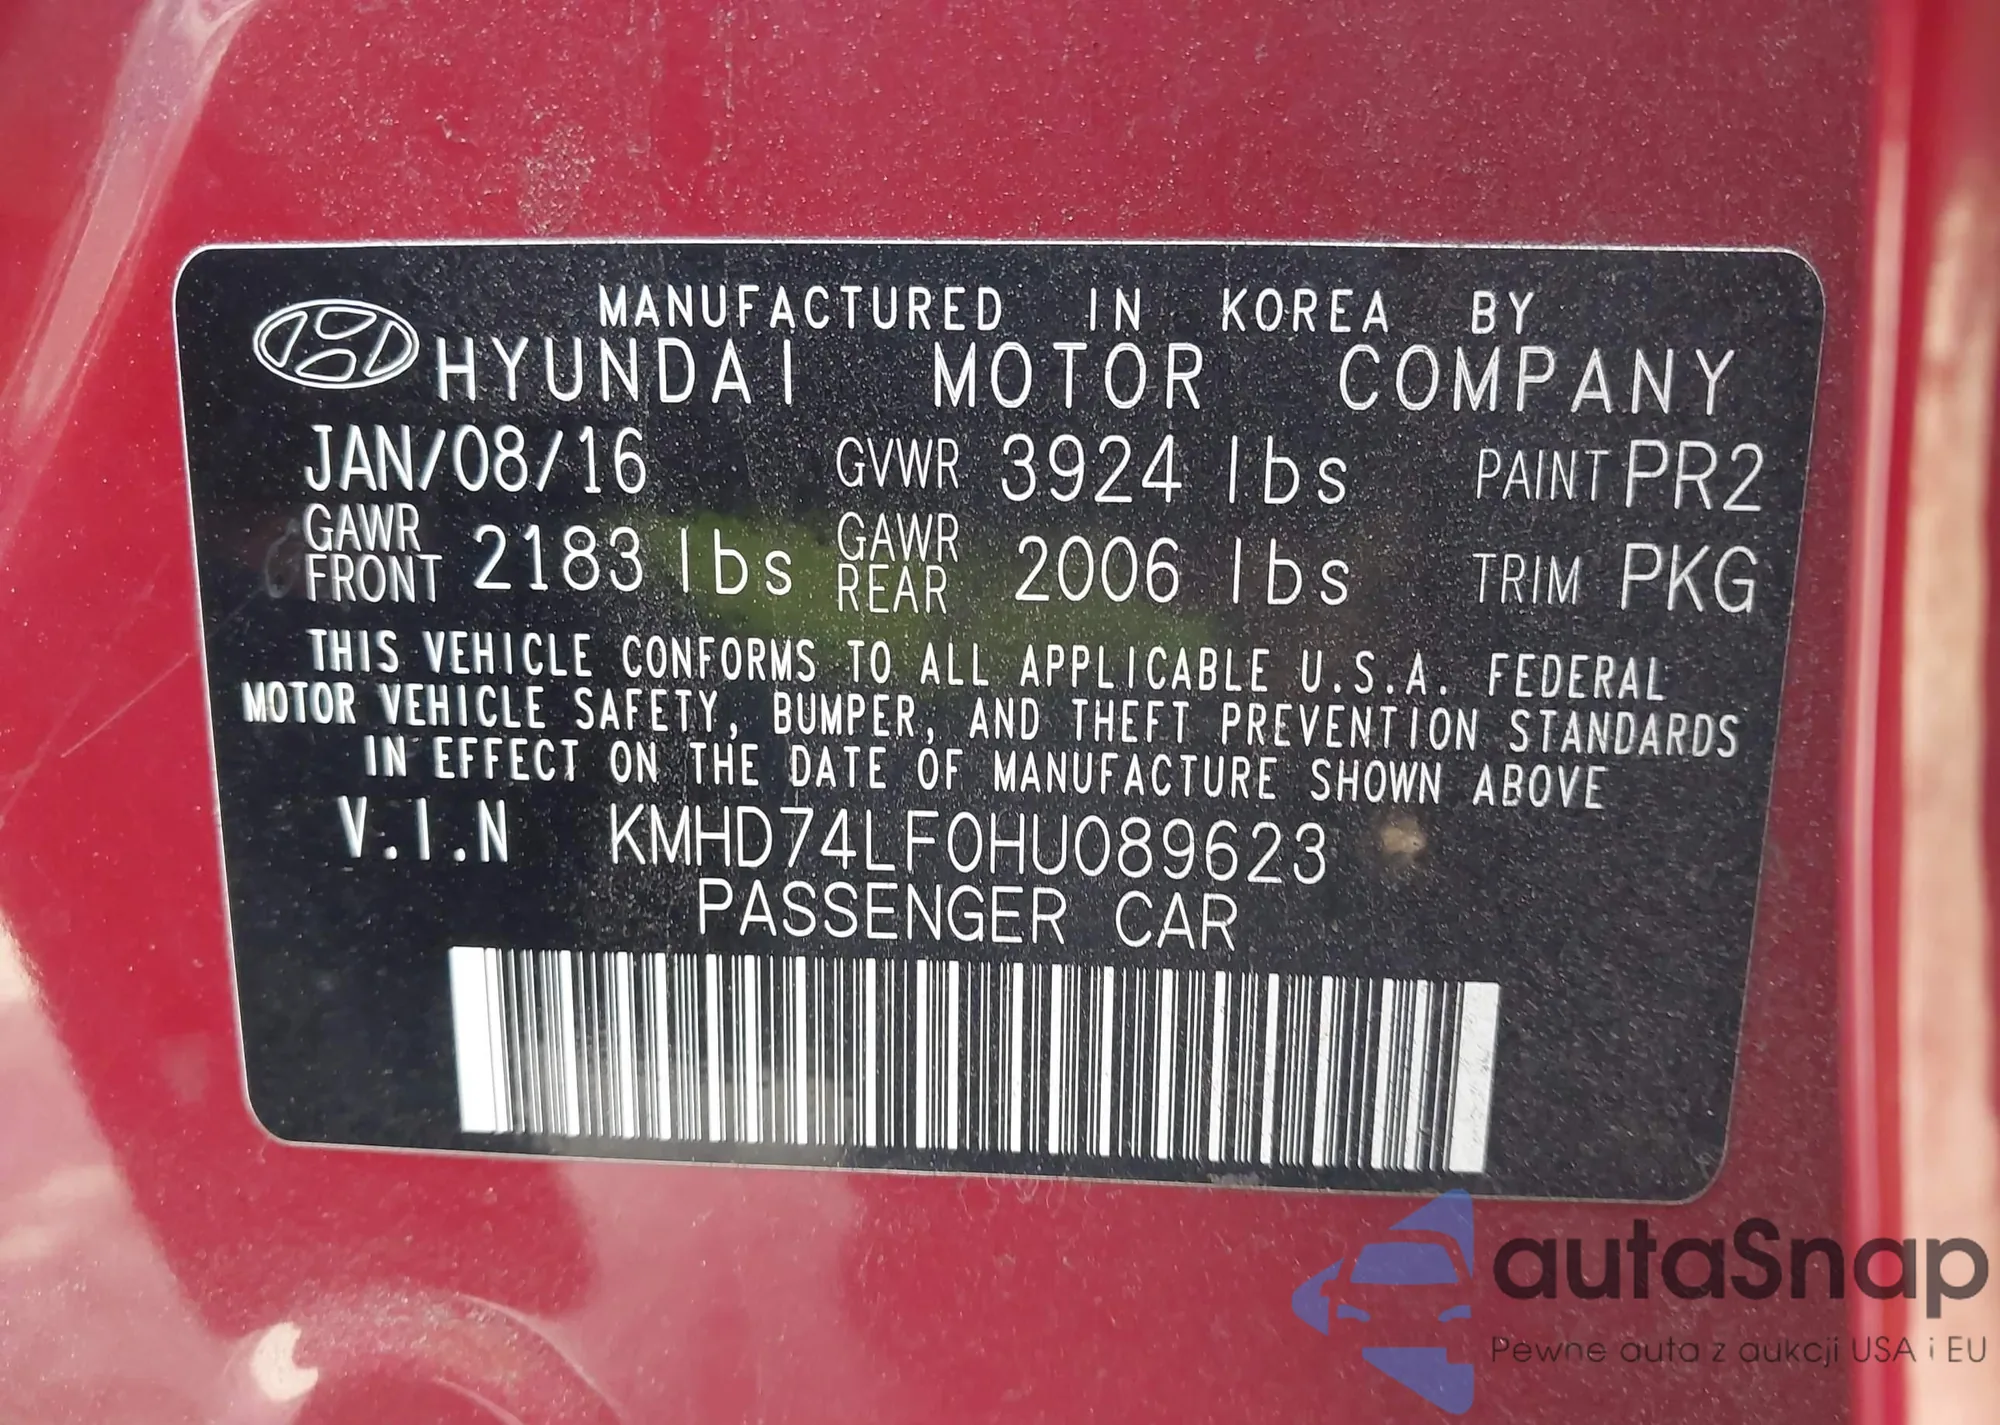 MANUFACTURED IN KOREA BY
HYUNDAI MOTOR COMPANY
JAN/08/16 GVWR 3924 lbs PAINT PR2
GAWR FRONT 2183 lbs GAWR REAR 2006 lbs TRIM PKG
THIS VEHICLE CONFORMS TO ALL APPLICABLE U.S.A. FEDERAL
MOTOR VEHICLE SAFETY, BUMPER, AND THEFT PREVENTION STANDARDS
IN EFFECT ON THE DATE OF MANUFACTURE SHOWN ABOVE
V.I.N KMHD74LF0HU089623
PASSENGER CAR
autaSnap
Pewne auta z aukcji USA i EU